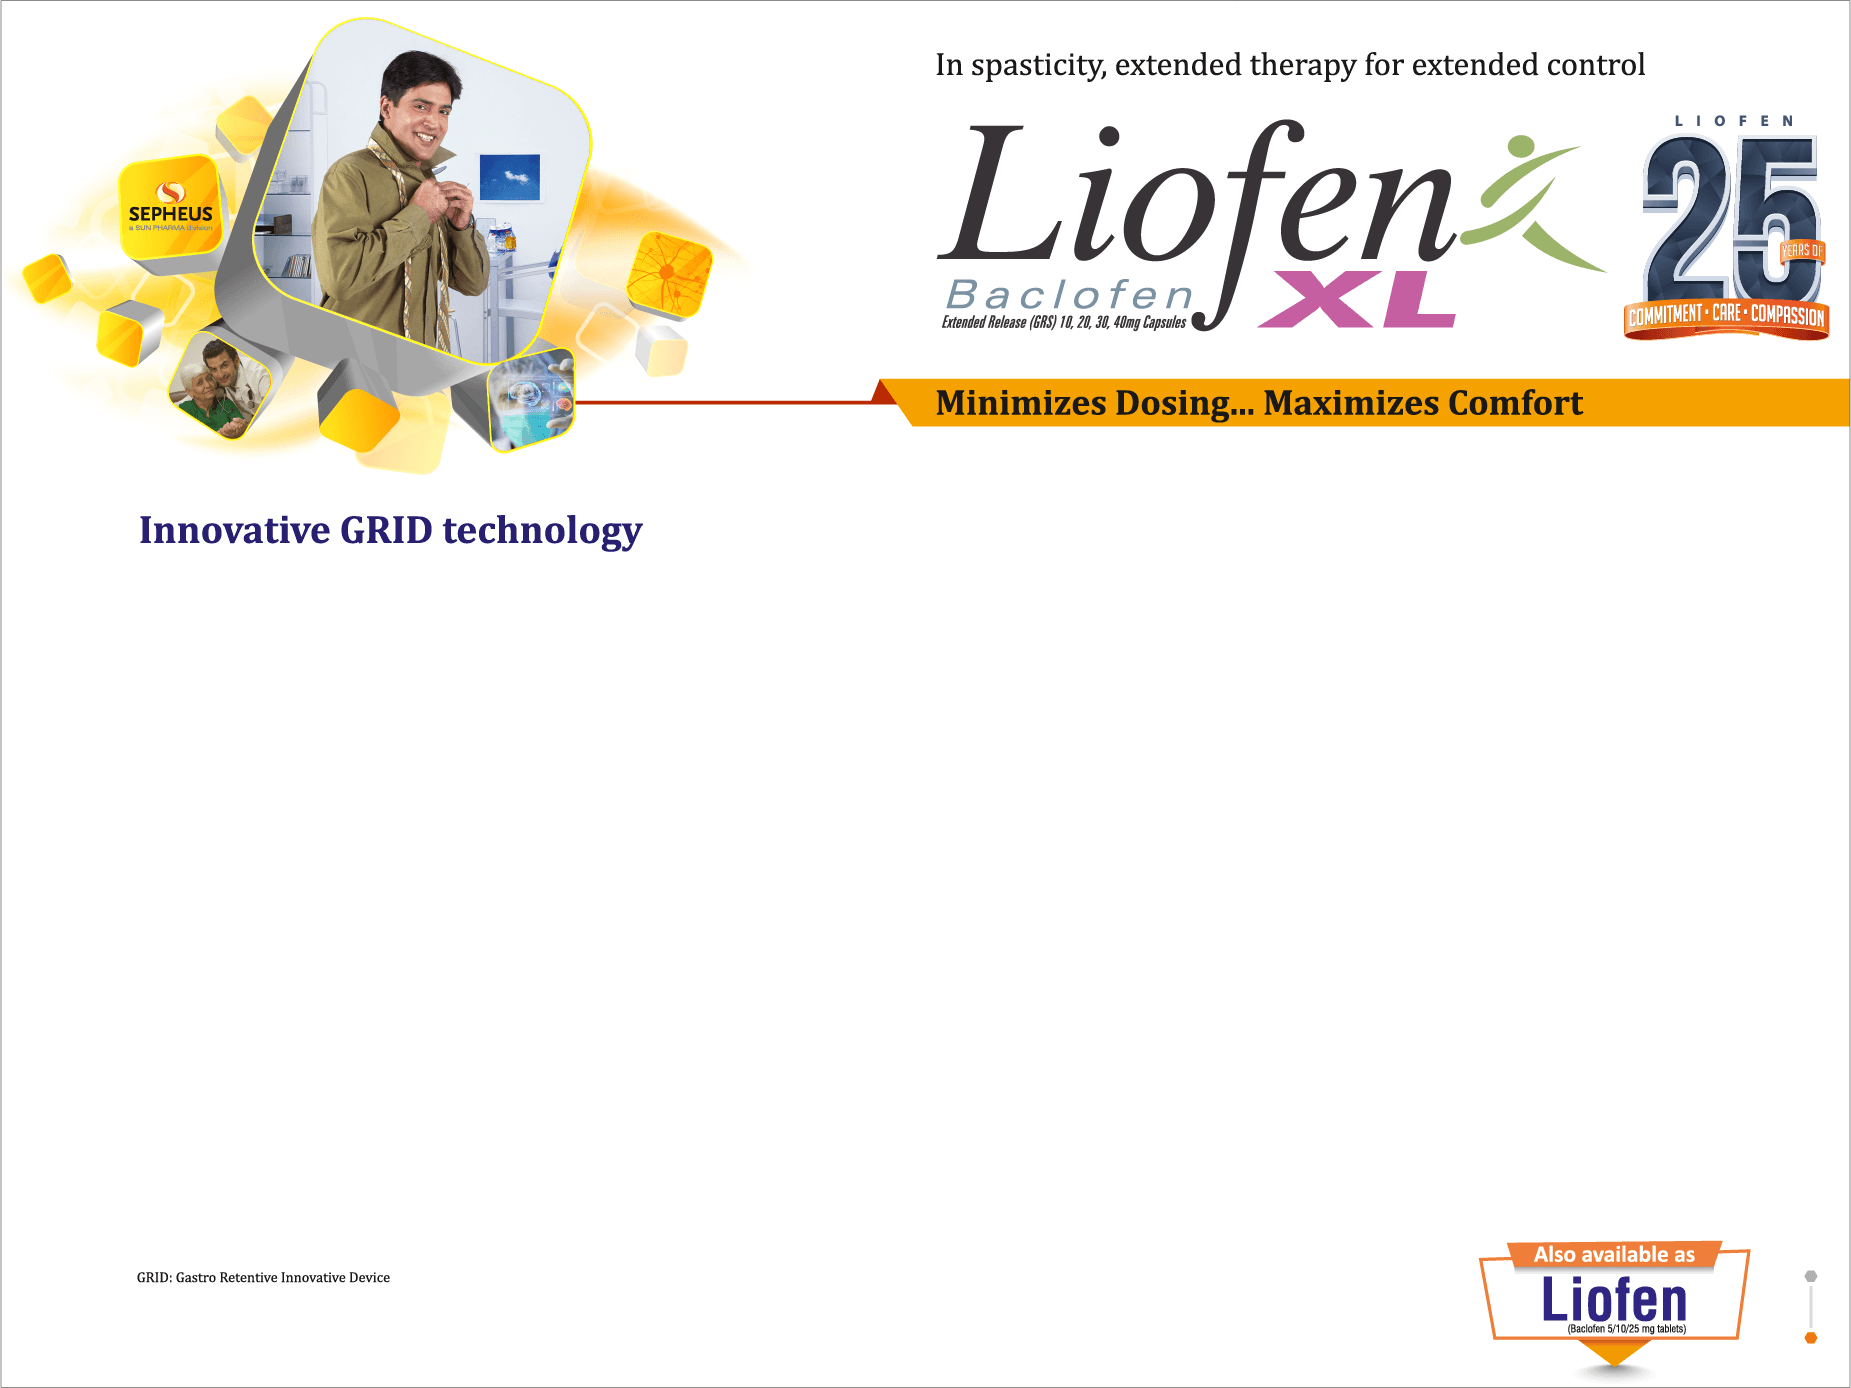 In spasticity, extended therapy for extended control
Liofen
XL
Baclofen
Extended Release (GRS) 10, 20, 30, 40mg Capsules
LIOFEN
25
YEARS OF
COMMITMENT · CARE · COMPASSION
SEPHEUS
a SUN PHARMA division
Minimizes Dosing... Maximizes Comfort
Innovative GRID technology
GRID: Gastro Retentive Innovative Device
Also available as
Liofen
(Baclofen 5/10/25 mg tablets)